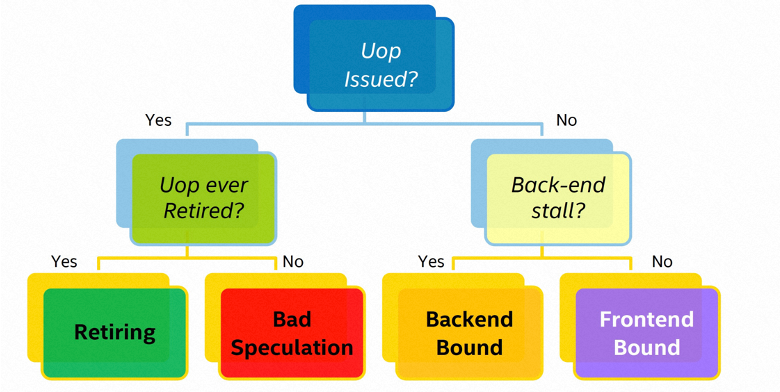 Uop
Issued?
Yes
No
Uop ever
Retired?
Back-end
stall?
Yes
No
Yes
No
Retiring
Bad
Speculation
Backend
Bound
Frontend
Bound